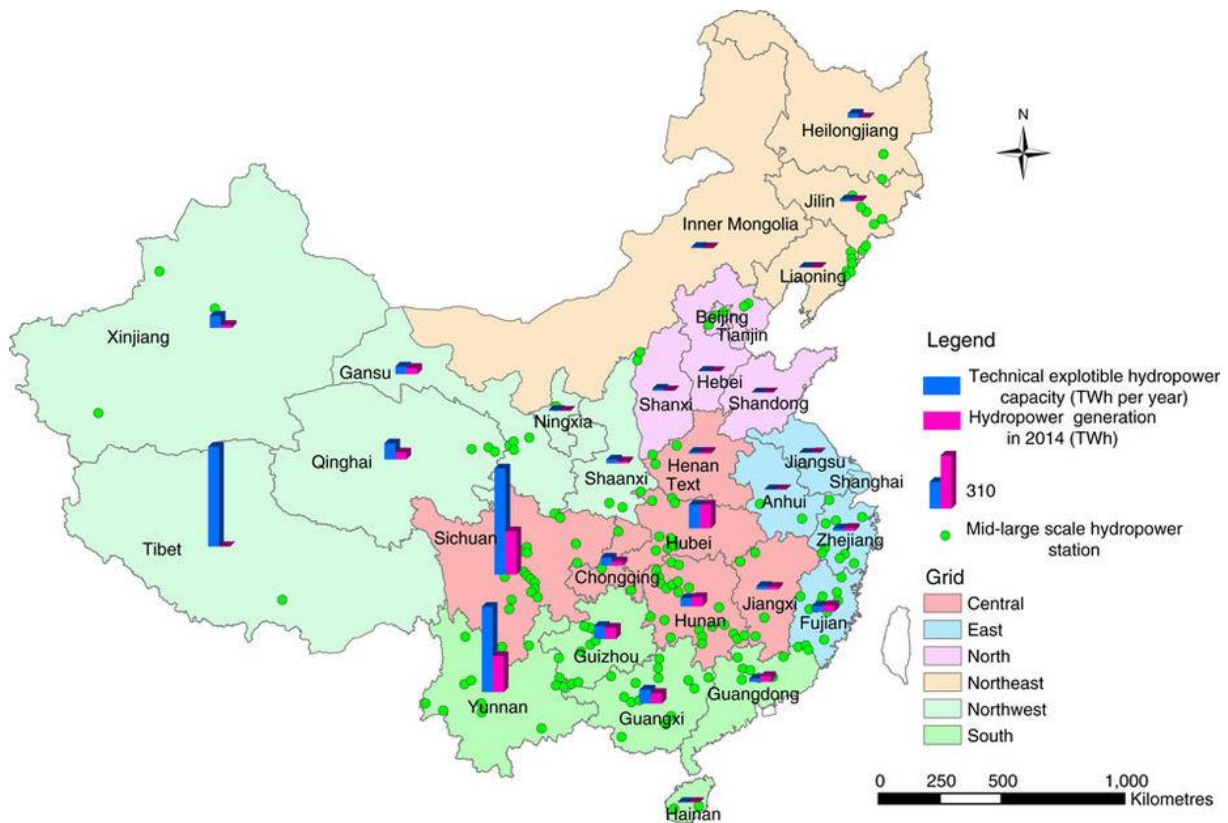 N
Heilongjiang
Jilin
Inner Mongolia
Liaoning
Beijing
Tianjin
Xinjiang
Gansu
Hebei
Shanxi
Shandong
Ningxia
Qinghai
Henan
Text
Jiangsu
Shanghai
Shaanxi
Anhui
Sichuan
Tibet
Hubei
Zhejiang
Chongqing
Jiangxi
Hunan
Fujian
Guizhou
Guangdong
Yunnan
Guangxi
Hainan
Legend
Technical explotible hydropower
capacity (TWh per year)
Hydropower generation
in 2014 (TWh)
310
Mid-large scale hydropower
station
Grid
Central
East
North
Northeast
Northwest
South
0 250 500 1,000
Kilometres